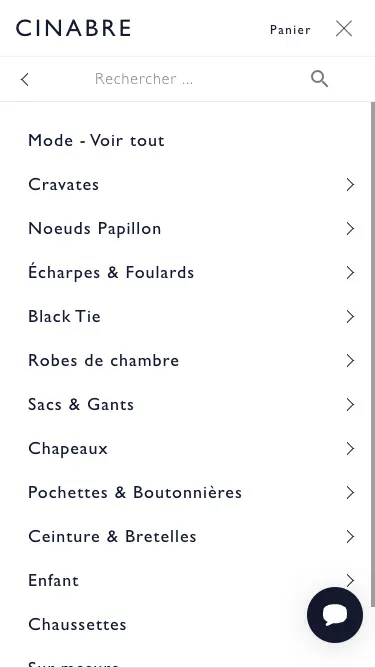 CINABRE
Panier
Rechercher ...
Mode - Voir tout
Cravates
Noeuds Papillon
Écharpes & Foulards
Black Tie
Robes de chambre
Sacs & Gants
Chapeaux
Pochettes & Boutonnières
Ceinture & Bretelles
Enfant
Chaussettes
Sur mesure